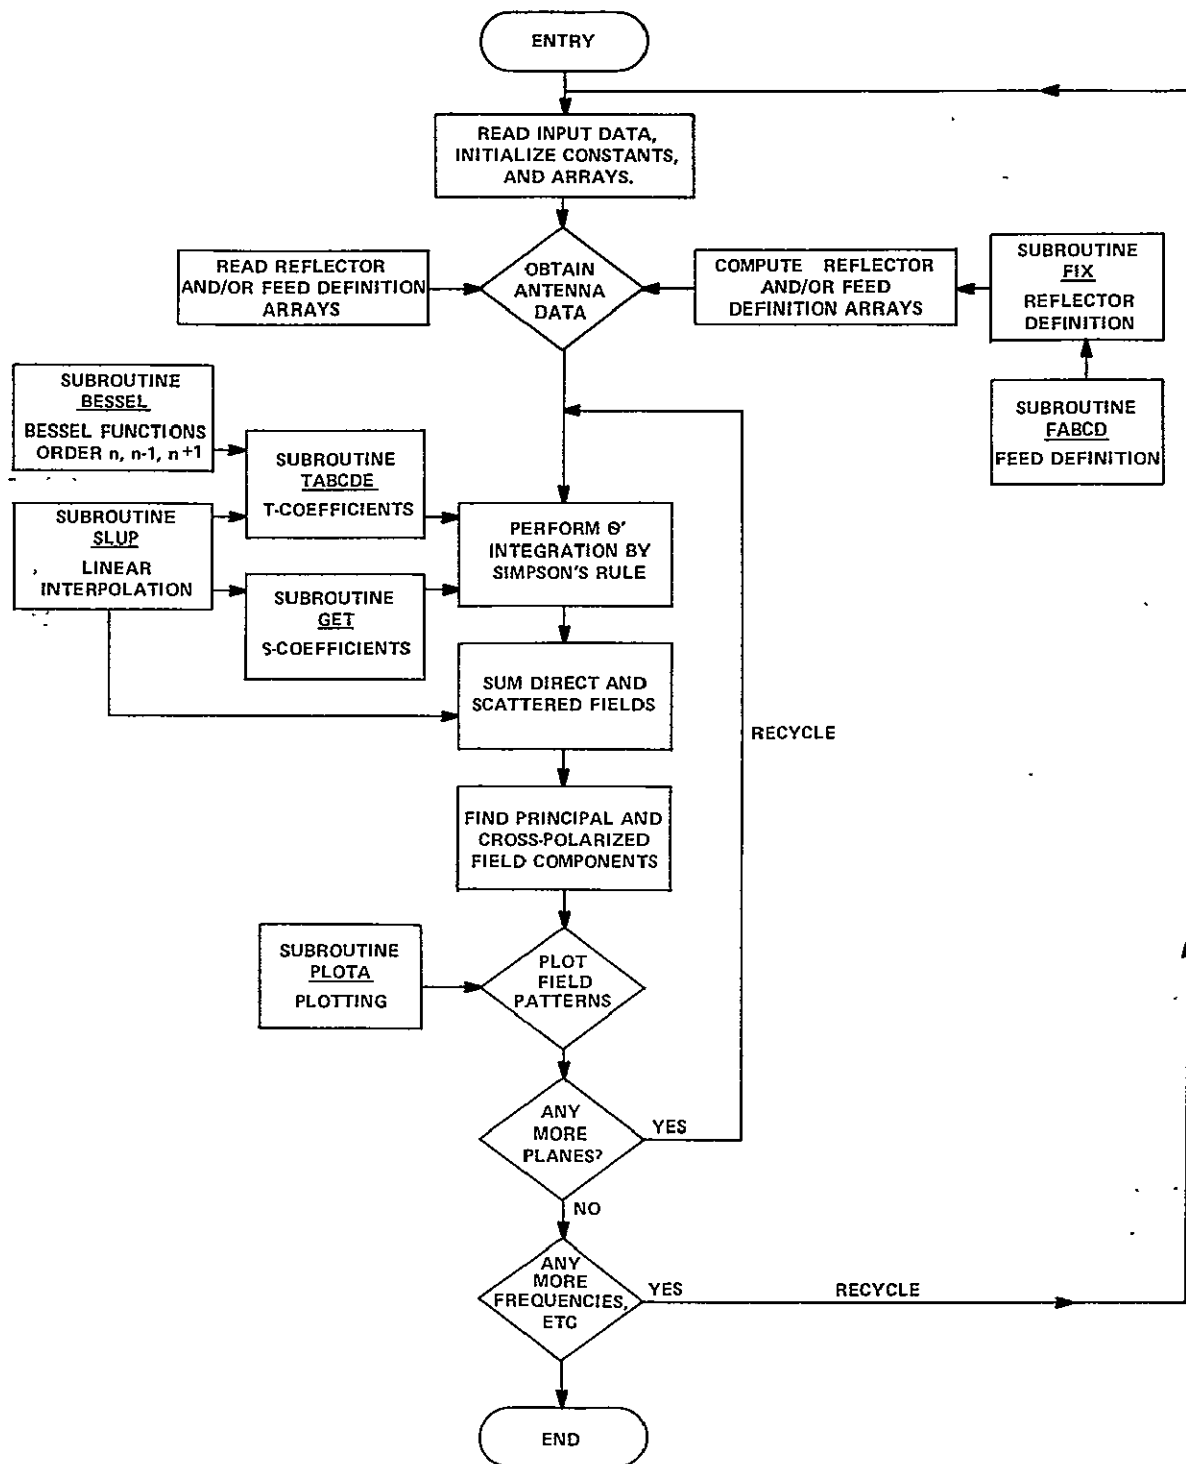 ENTRY
READ INPUT DATA,
INITIALIZE CONSTANTS,
AND ARRAYS.
READ REFLECTOR
AND/OR FEED DEFINITION
ARRAYS
OBTAIN
ANTENNA
DATA
COMPUTE REFLECTOR
AND/OR FEED
DEFINITION ARRAYS
SUBROUTINE
FIX
REFLECTOR
DEFINITION
SUBROUTINE
FABCD
FEED DEFINITION
SUBROUTINE
BESSEL
BESSEL FUNCTIONS
ORDER n, n-1, n+1
SUBROUTINE
TABCDE
T-COEFFICIENTS
SUBROUTINE
SLUP
LINEAR
INTERPOLATION
SUBROUTINE
GET
S-COEFFICIENTS
PERFORM Θ'
INTEGRATION BY
SIMPSON'S RULE
SUM DIRECT AND
SCATTERED FIELDS
RECYCLE
FIND PRINCIPAL AND
CROSS-POLARIZED
FIELD COMPONENTS
SUBROUTINE
PLOTA
PLOTTING
PLOT
FIELD
PATTERNS
ANY
MORE
PLANES?
YES
NO
ANY
MORE
FREQUENCIES,
ETC
YES
RECYCLE
END